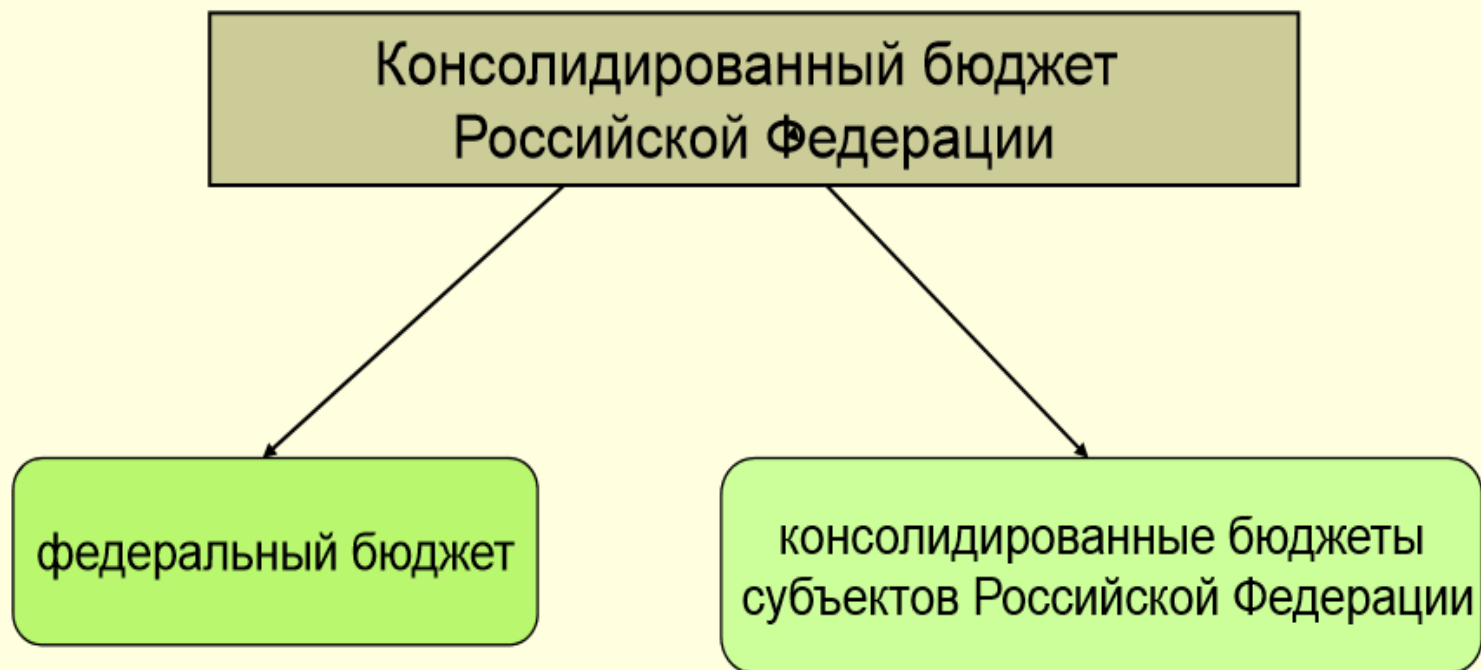 Консолидированный бюджет
Российской Федерации
федеральный бюджет
консолидированные бюджеты
субъектов Российской Федерации